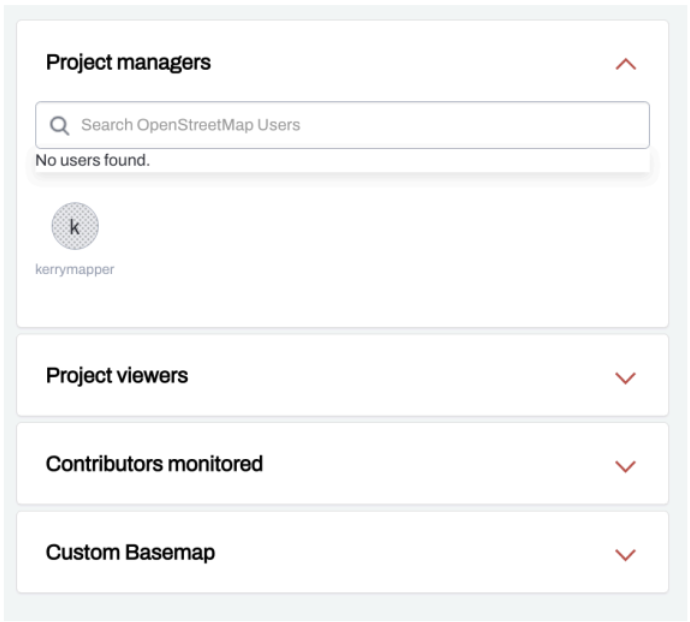 Project managers
Search OpenStreetMap Users
No users found.
k
kerrymapper
Project viewers
Contributors monitored
Custom Basemap